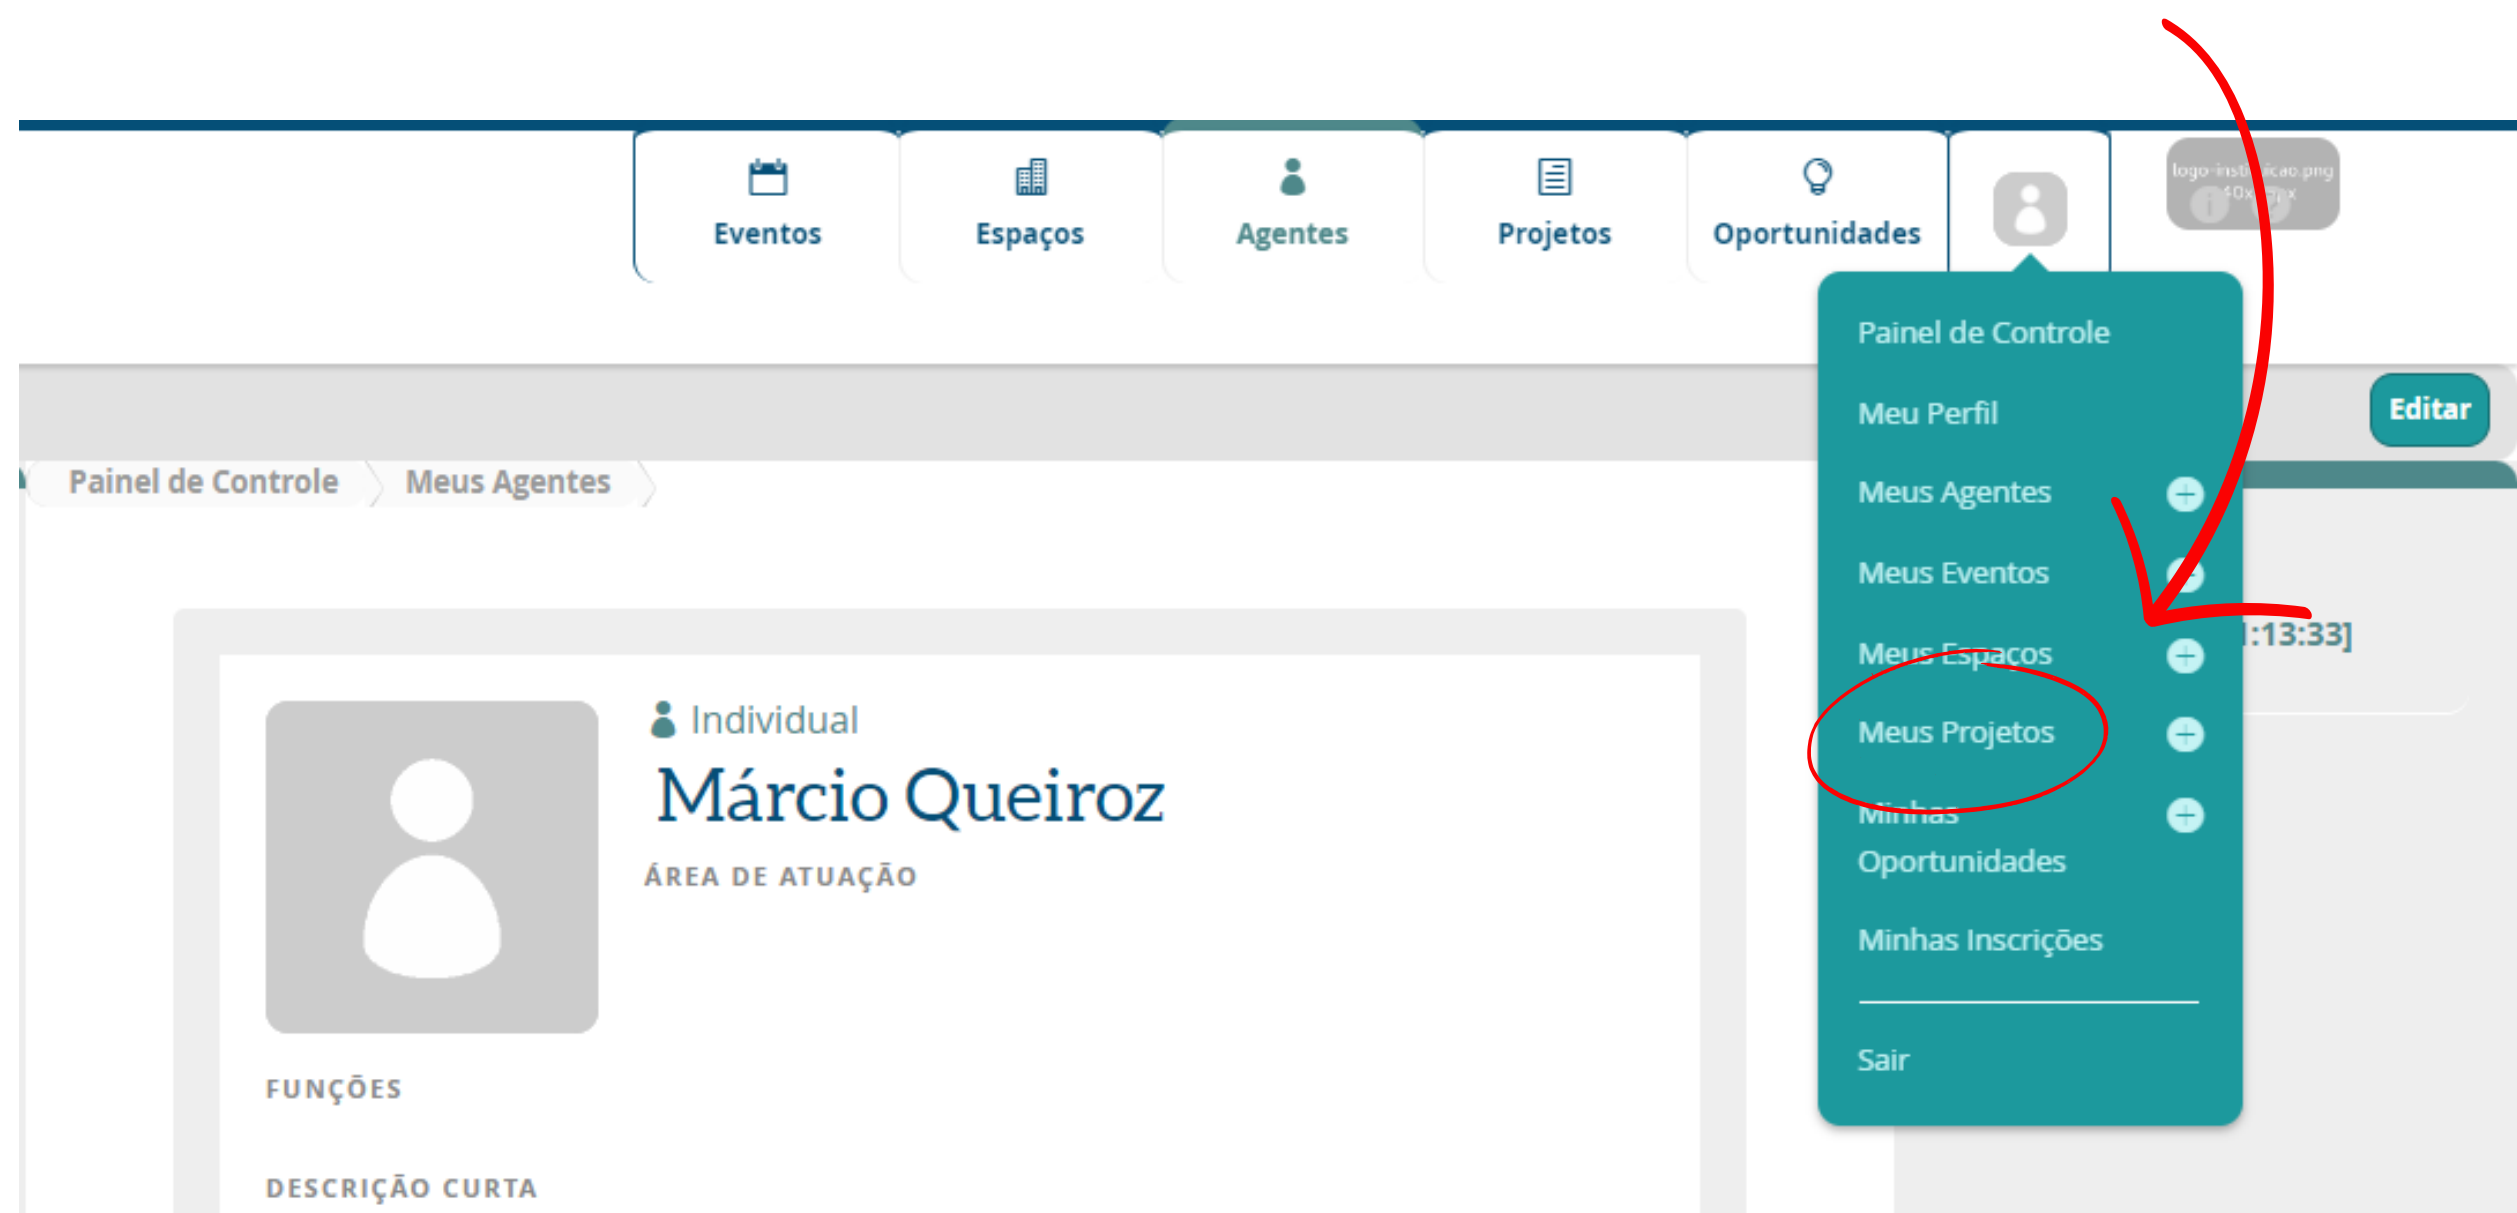 Eventos
Espaços
Agentes
Projetos
Oportunidades
Painel de Controle
Meu Perfil
Meus Agentes
Meus Eventos
Meus Espaços
Meus Projetos
Minhas
Oportunidades
Minhas Inscrições
Sair
Editar
Painel de Controle
Meus Agentes
:13:33]
Individual
Márcio Queiroz
ÁREA DE ATUAÇÃO
FUNÇÕES
DESCRIÇÃO CURTA